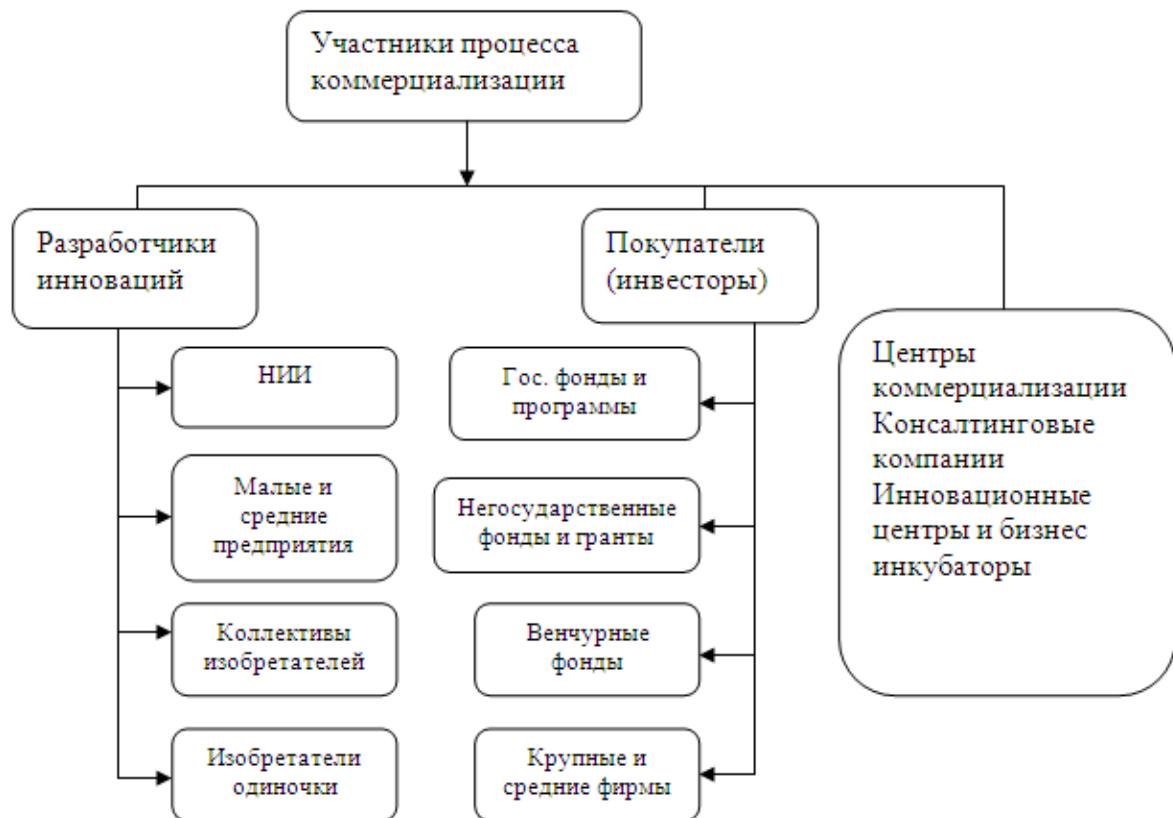 Участники процесса
коммерциализации
Разработчики
инноваций
НИИ
Малые и
средние
предприятия
Коллективы
изобретателей
Изобретатели
одиночки
Покупатели
(инвесторы)
Гос. фонды и
программы
Негосударственные
фонды и гранты
Венчурные
фонды
Крупные и
средние фирмы
Центры
коммерциализации
Консалтинговые
компании
Инновационные
центры и бизнес
инкубаторы